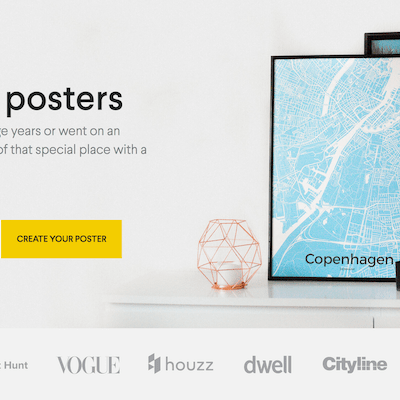 posters
years or went on an
of that special place with a
CREATE YOUR POSTER
Copenhagen
Hunt
VOGUE
houzz
dwell
Cityline